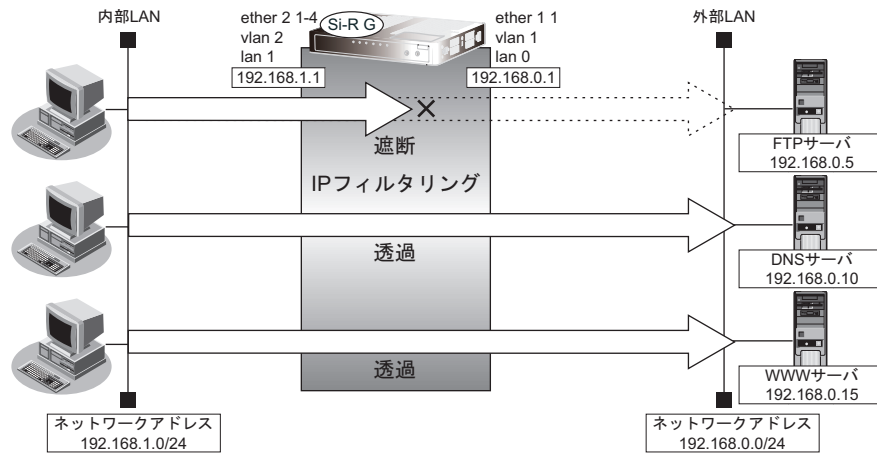 内部LAN
ether 2 1-4
vlan 2
lan 1
192.168.1.1
Si-R G
ether 1 1
vlan 1
lan 0
192.168.0.1
外部LAN
遮断
IPフィルタリング
FTPサーバ
192.168.0.5
透過
DNSサーバ
192.168.0.10
透過
WWWサーバ
192.168.0.15
ネットワークアドレス
192.168.1.0/24
ネットワークアドレス
192.168.0.0/24